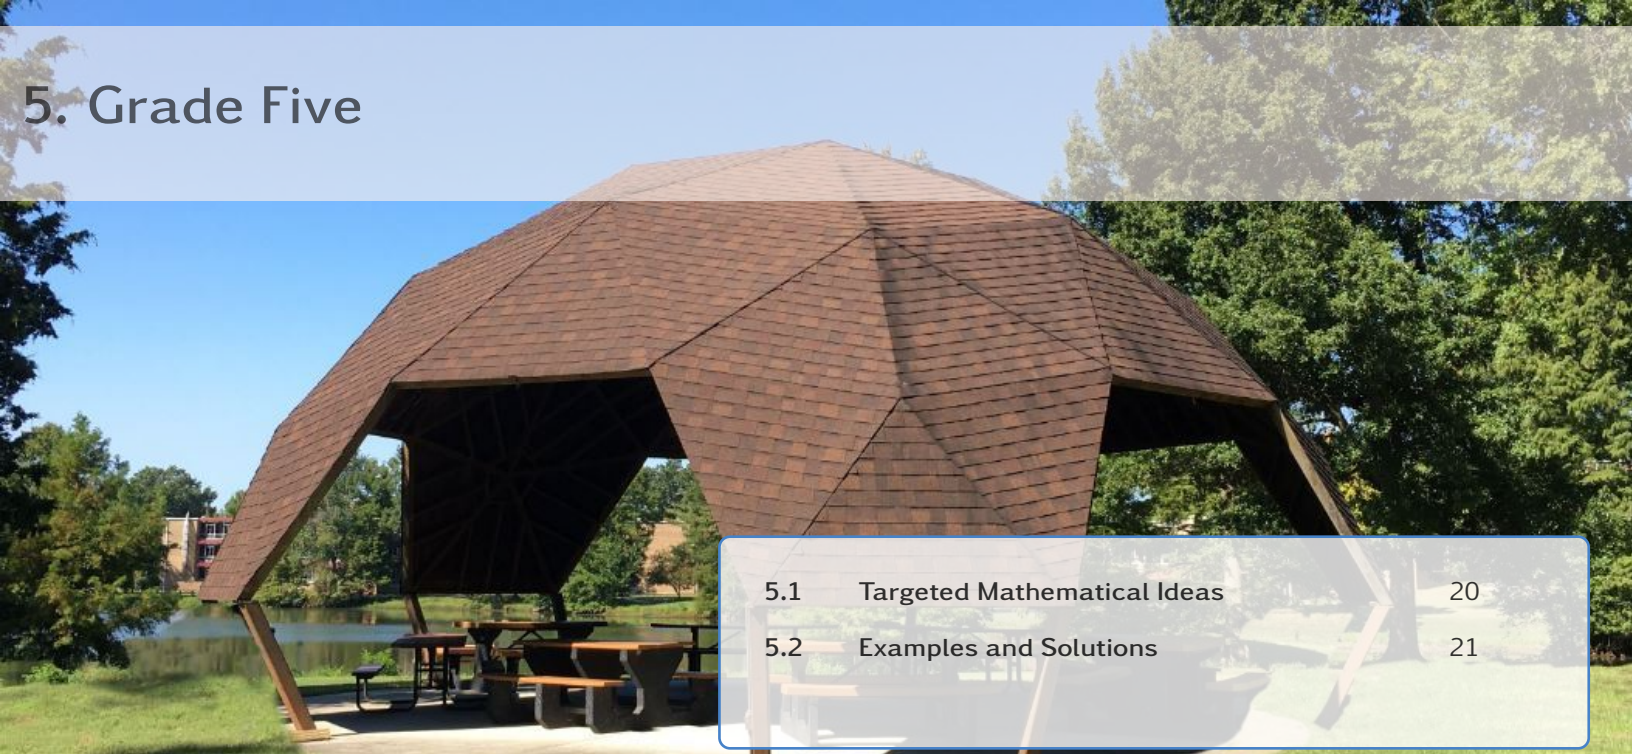 5. Grade Five
5.1 Targeted Mathematical Ideas 20
5.2 Examples and Solutions 21